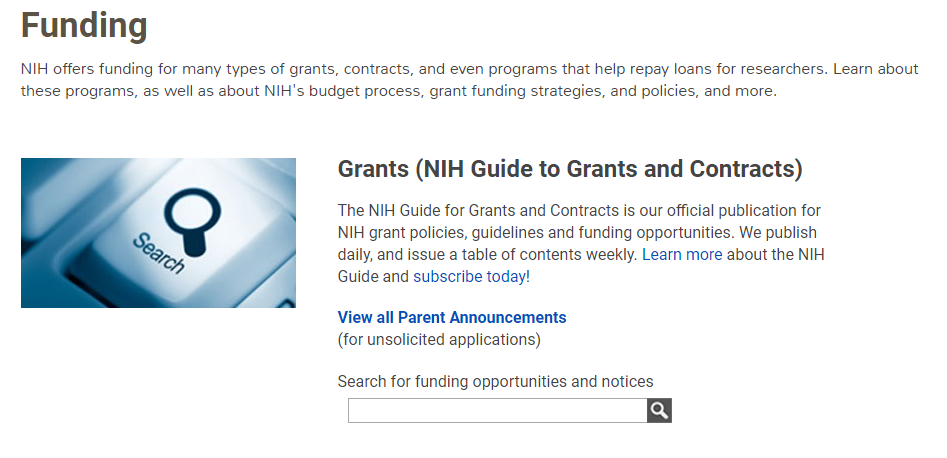 Funding
NIH offers funding for many types of grants, contracts, and even programs that help repay loans for researchers. Learn about
these programs, as well as about NIH's budget process, grant funding strategies, and policies, and more.
Search
Grants (NIH Guide to Grants and Contracts)
The NIH Guide for Grants and Contracts is our official publication for
NIH grant policies, guidelines and funding opportunities. We publish
daily, and issue a table of contents weekly. Learn more about the NIH
Guide and subscribe today!
View all Parent Announcements
(for unsolicited applications)
Search for funding opportunities and notices